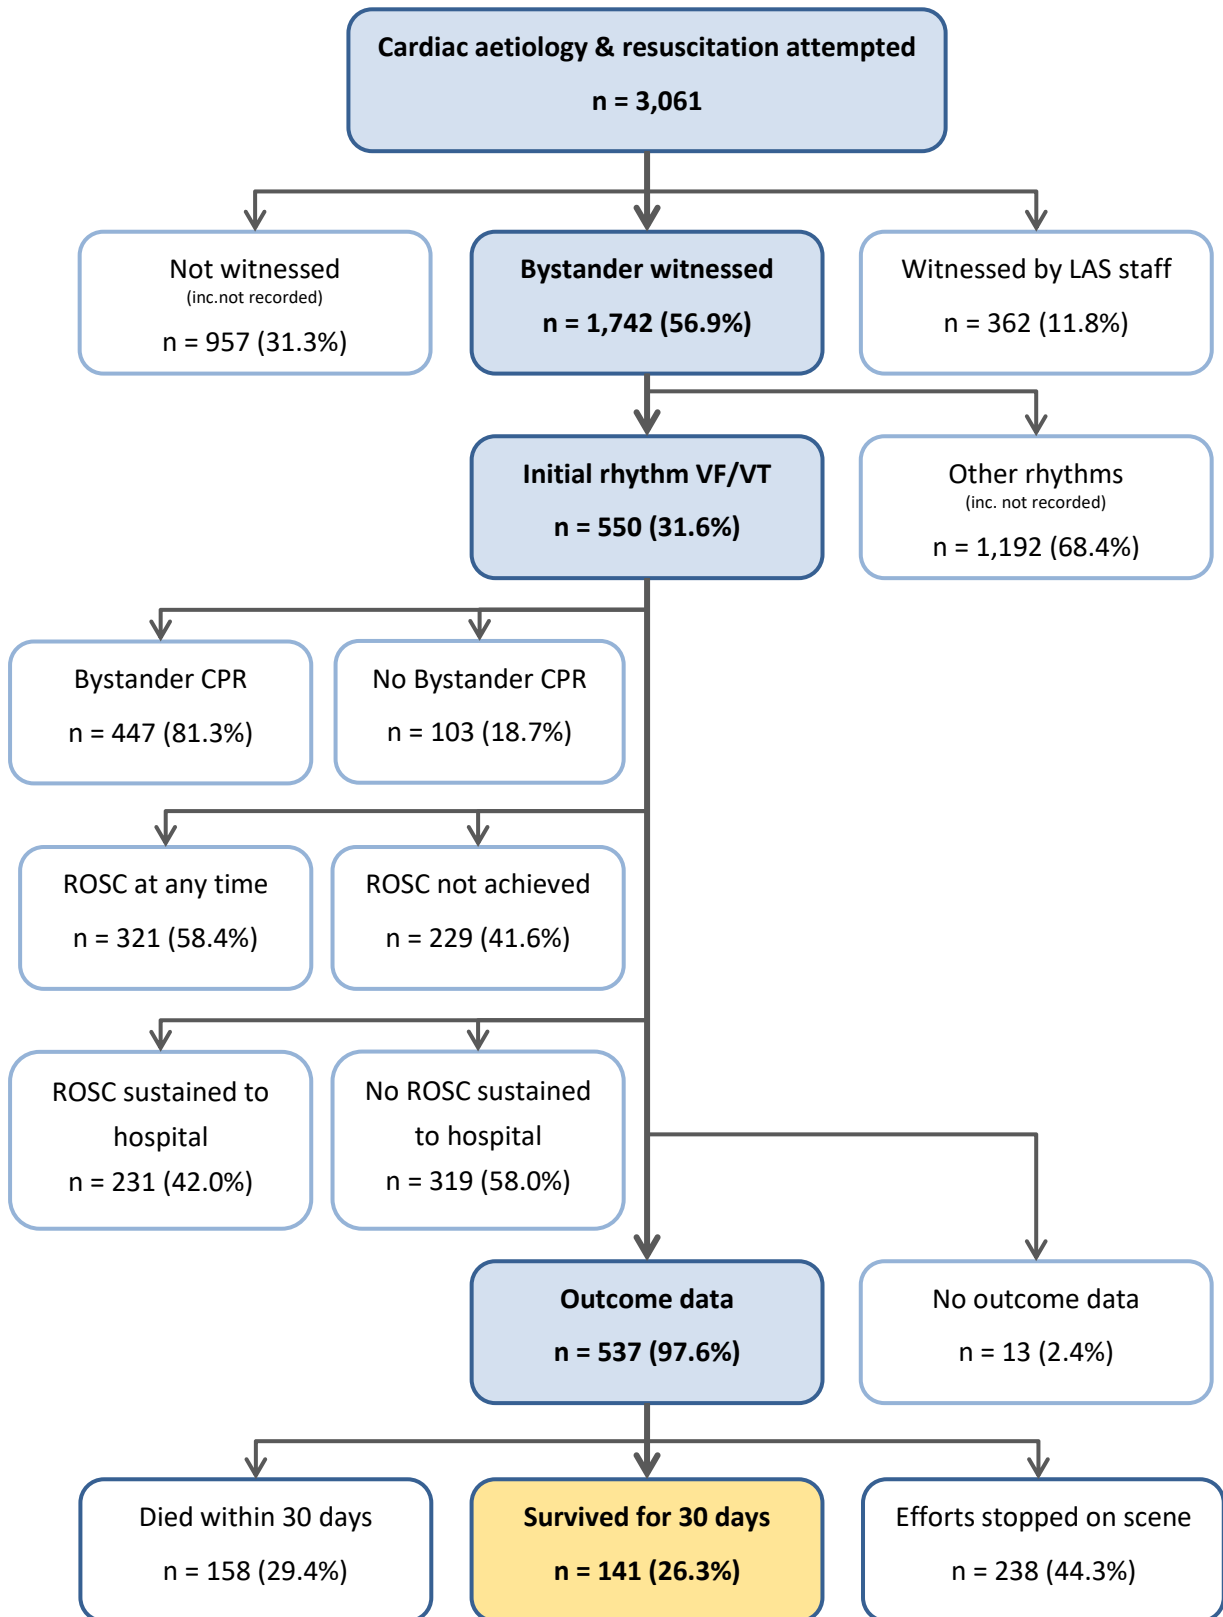 Cardiac aetiology & resuscitation attempted
n = 3,061
Not witnessed
(inc.not recorded)
n = 957 (31.3%)
Bystander witnessed
n = 1,742 (56.9%)
Witnessed by LAS staff
n = 362 (11.8%)
Initial rhythm VF/VT
n = 550 (31.6%)
Other rhythms
(inc. not recorded)
n = 1,192 (68.4%)
Bystander CPR
n = 447 (81.3%)
No Bystander CPR
n = 103 (18.7%)
ROSC at any time
n = 321 (58.4%)
ROSC not achieved
n = 229 (41.6%)
ROSC sustained to
hospital
n = 231 (42.0%)
No ROSC sustained
to hospital
n = 319 (58.0%)
Outcome data
n = 537 (97.6%)
No outcome data
n = 13 (2.4%)
Died within 30 days
n = 158 (29.4%)
Survived for 30 days
n = 141 (26.3%)
Efforts stopped on scene
n = 238 (44.3%)